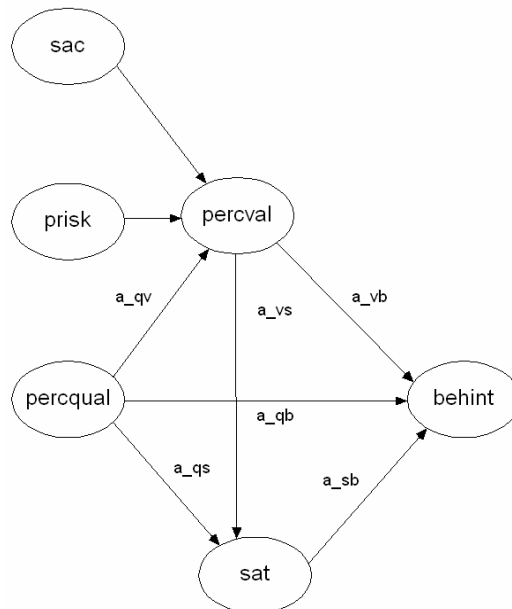 sac
prisk
percval
a_qv
a_vs
a_vb
percqual
behint
a_qb
a_qs
a_sb
sat